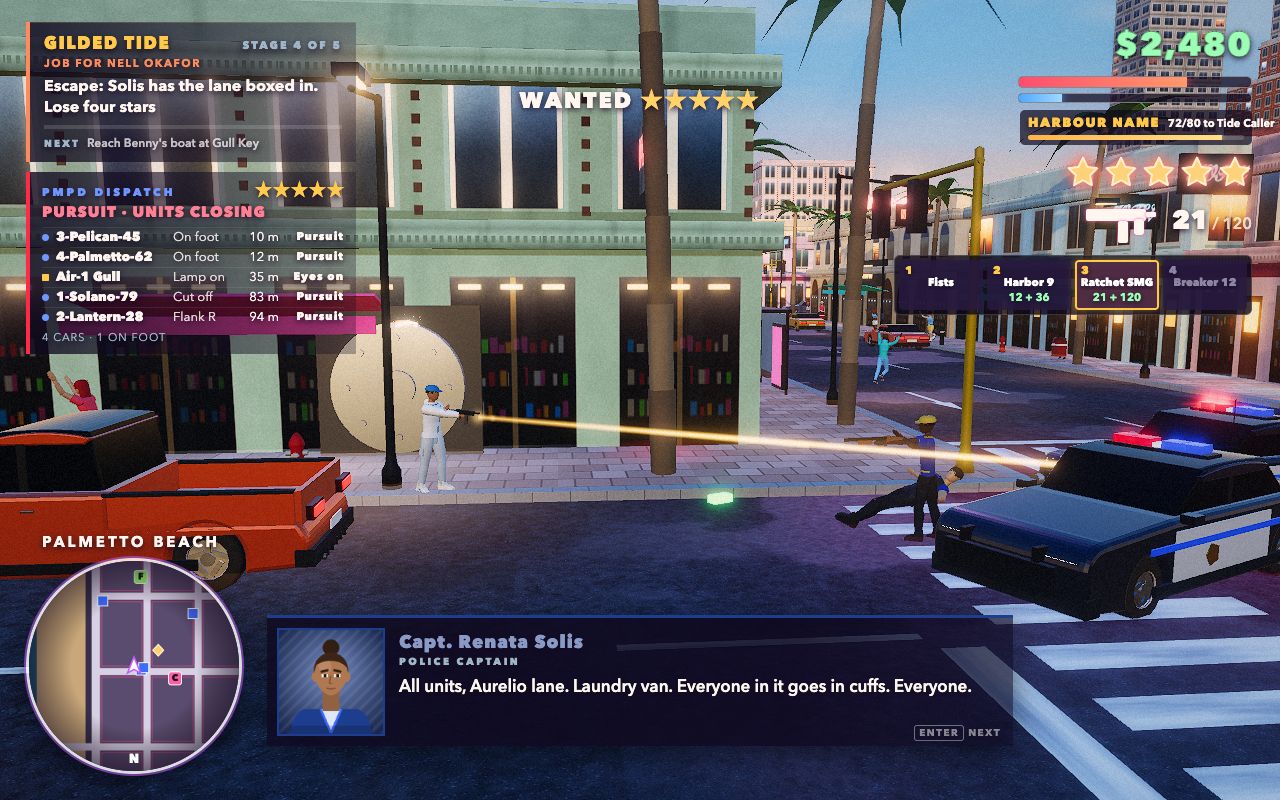 GILDED TIDE STAGE 4 OF 5
JOB FOR NELL OKAFOR
Escape: Solis has the lane boxed in.
Lose four stars
NEXT Reach Benny's boat at Gull Key
PMPD DISPATCH
PURSUIT · UNITS CLOSING
3-Pelican-45 On foot 10 m Pursuit
4-Palmetto-62 On foot 12 m Pursuit
Air-1 Gull Lamp on 35 m Eyes on
1-Solano-79 Cut off 83 m Pursuit
2-Lantern-28 Flank R 94 m Pursuit
4 CARS · 1 ON FOOT
WANTED
$2,480
HARBOUR NAME 72/80 to Tide Caller
21 / 120
1 Fists
2 Harbor 9
12 + 36
3 Ratchet SMG
21 + 120
4 Breaker 12
PALMETTO BEACH
F
C
N
Capt. Renata Solis
POLICE CAPTAIN
All units, Aurelio lane. Laundry van. Everyone in it goes in cuffs. Everyone.
ENTER NEXT